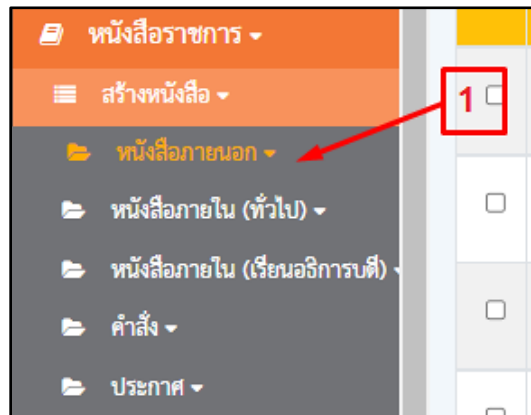 หนังสือราชการ
สร้างหนังสือ
1
หนังสือภายนอก
หนังสือภายใน (ทั่วไป)
หนังสือภายใน (เรียนอธิการบดี)
คำสั่ง
ประกาศ